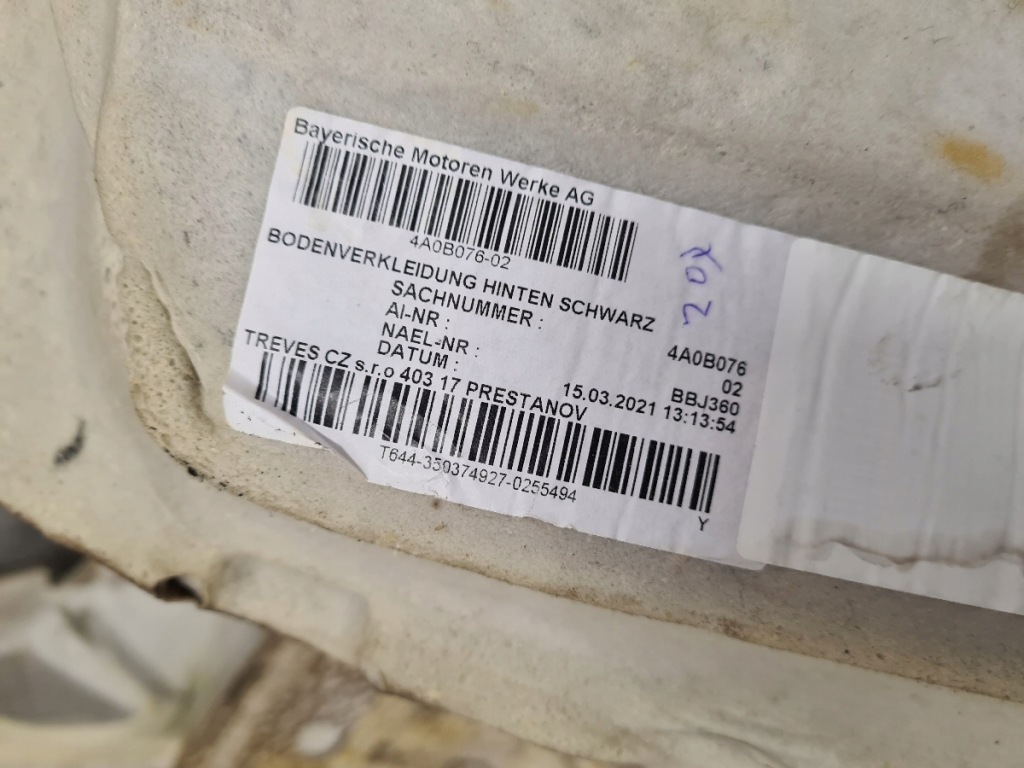 Bayerische Motoren Werke AG
4A0B076-02
BODENVERKLEIDUNG HINTEN SCHWARZ
SACHNUMMER : 4A0B076
AI-NR : 02
NAEL-NR : BBJ360
DATUM : 15.03.2021 13:13:54
TREVES CZ s.r.o 403 17 PRESTANOV
T644-350374927-0255494
Y